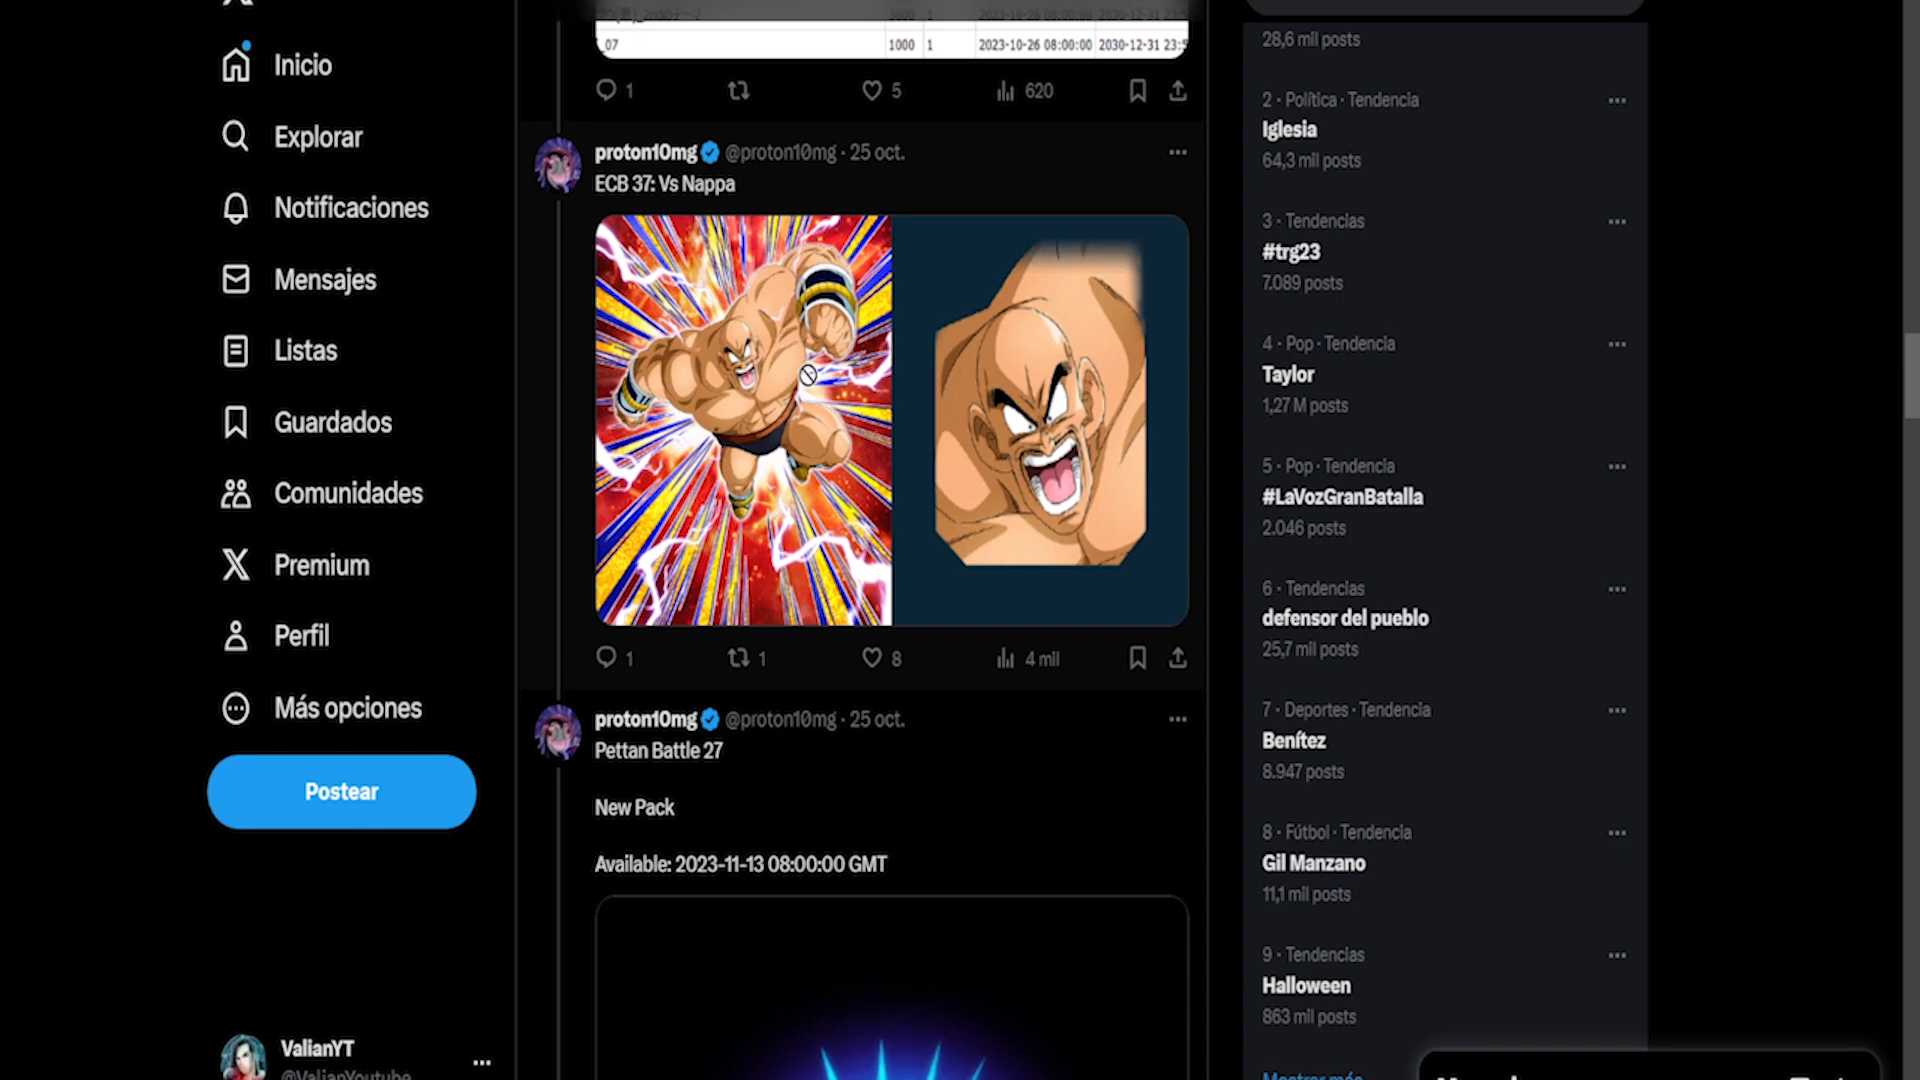 Inicio
Explorar
Notificaciones
Mensajes
Listas
Guardados
Comunidades
Premium
Perfil
Más opciones
Postear
ValianYT
@ValianYoutube
_07 1000 1 2023-10-26 08:00:00 2030-12-31 23:5
1 5 620
proton10mg @proton10mg · 25 oct.
ECB 37: Vs Nappa
1 1 8 4 mil
proton10mg @proton10mg · 25 oct.
Pettan Battle 27
New Pack
Available: 2023-11-13 08:00:00 GMT
28,6 mil posts
2 · Política · Tendencia
Iglesia
64,3 mil posts
3 · Tendencias
#trg23
7.089 posts
4 · Pop · Tendencia
Taylor
1,27 M posts
5 · Pop · Tendencia
#LaVozGranBatalla
2.046 posts
6 · Tendencias
defensor del pueblo
25,7 mil posts
7 · Deportes · Tendencia
Benítez
8.947 posts
8 · Fútbol · Tendencia
Gil Manzano
11,1 mil posts
9 · Tendencias
Halloween
863 mil posts
Mostrar más